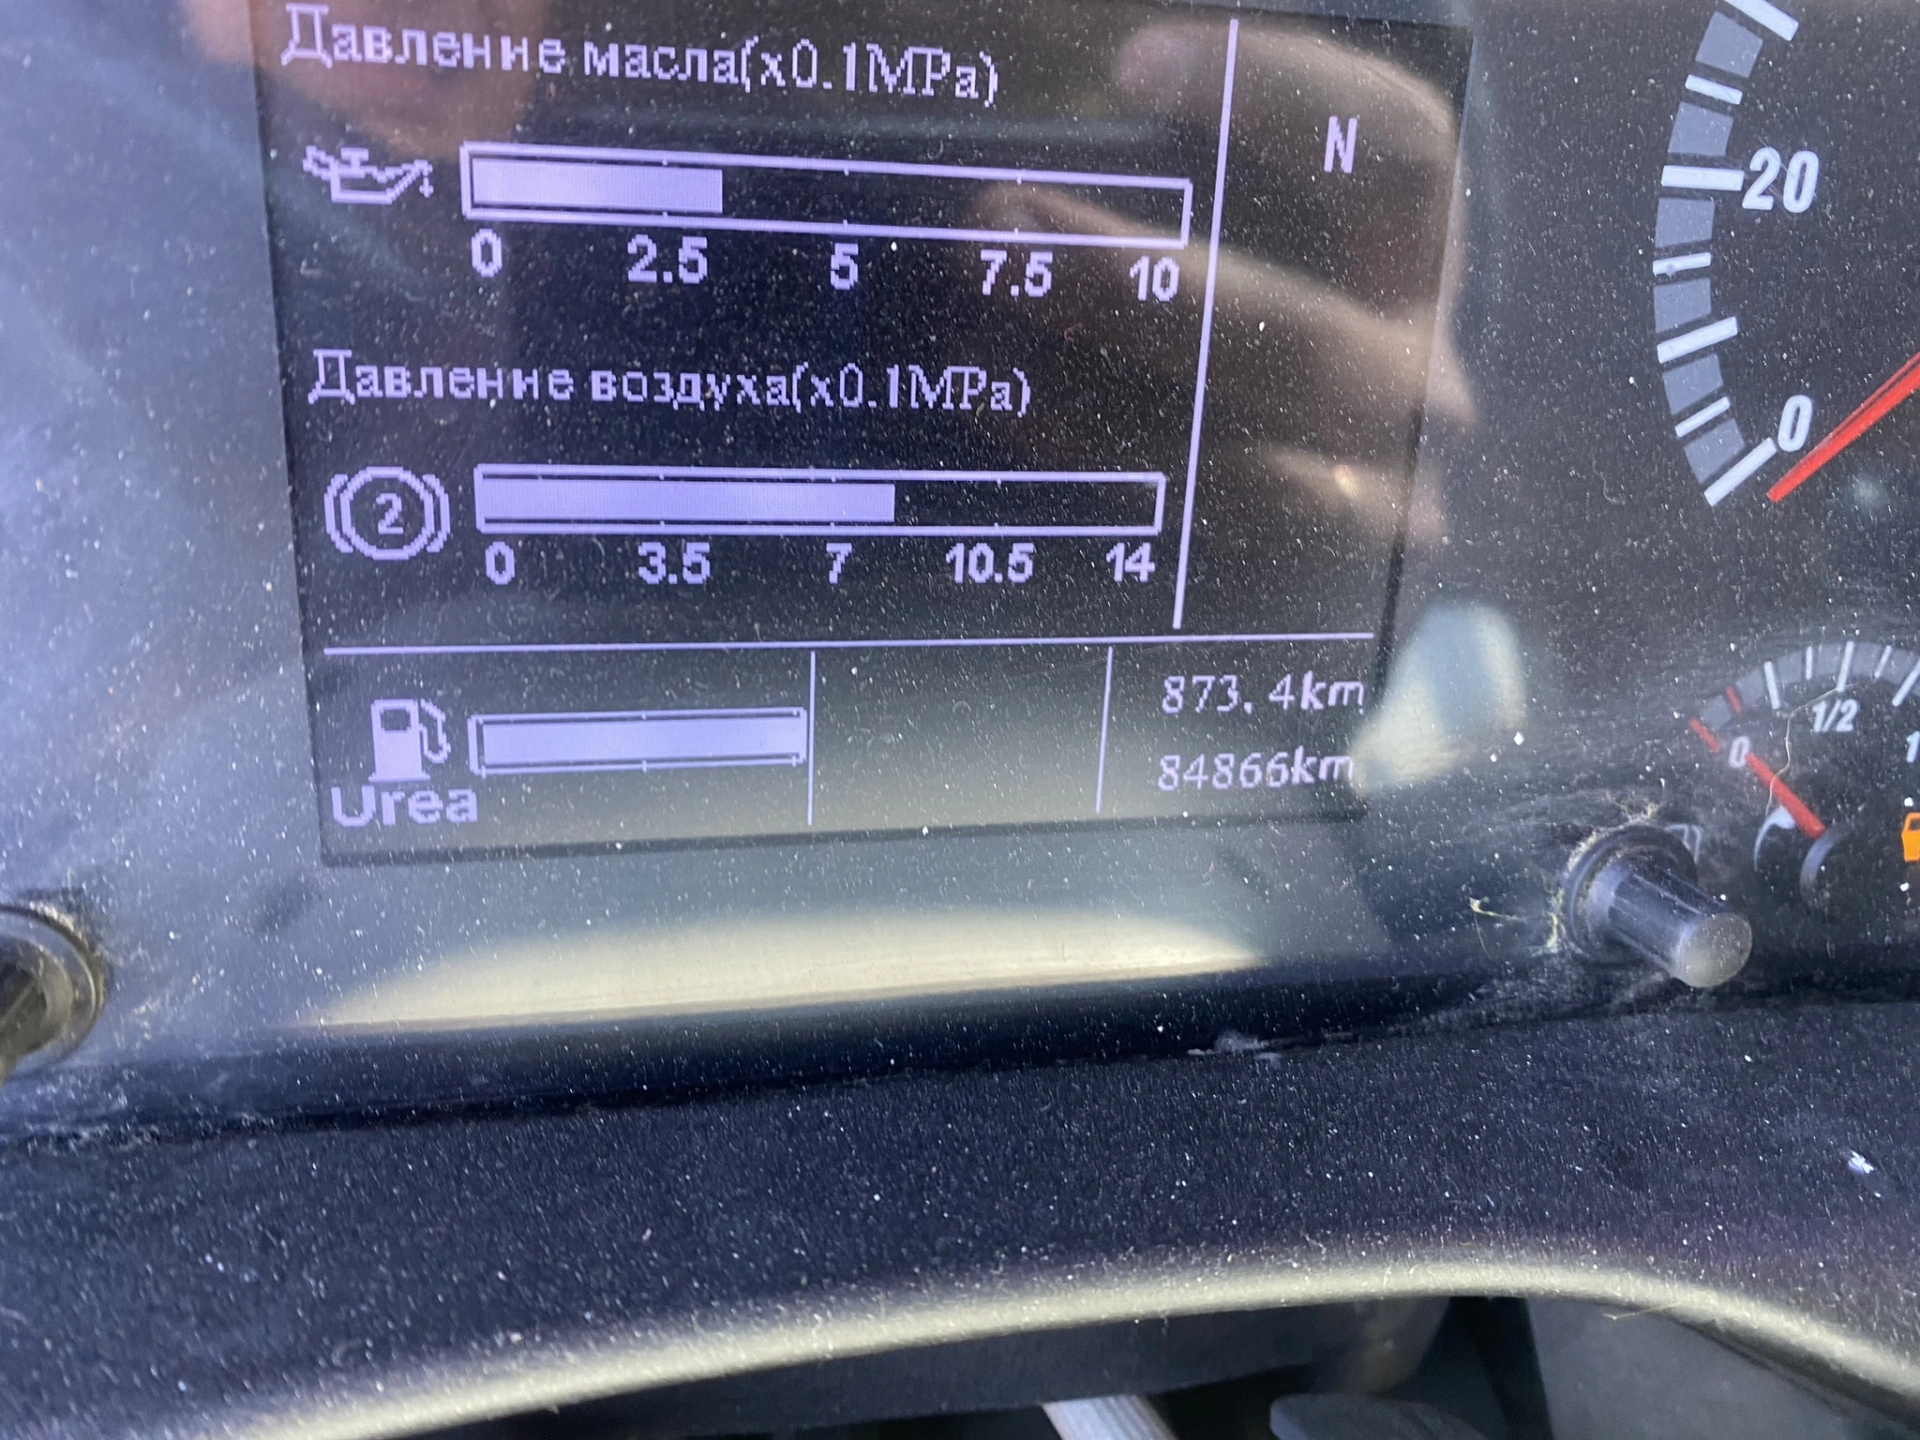 Давление масла(x0.1MPa)
N
0 2.5 5 7.5 10
Давление воздуха(x0.1MPa)
2
0 3.5 7 10.5 14
Urea
873.4km
84866km
20
0
0 1/2 1